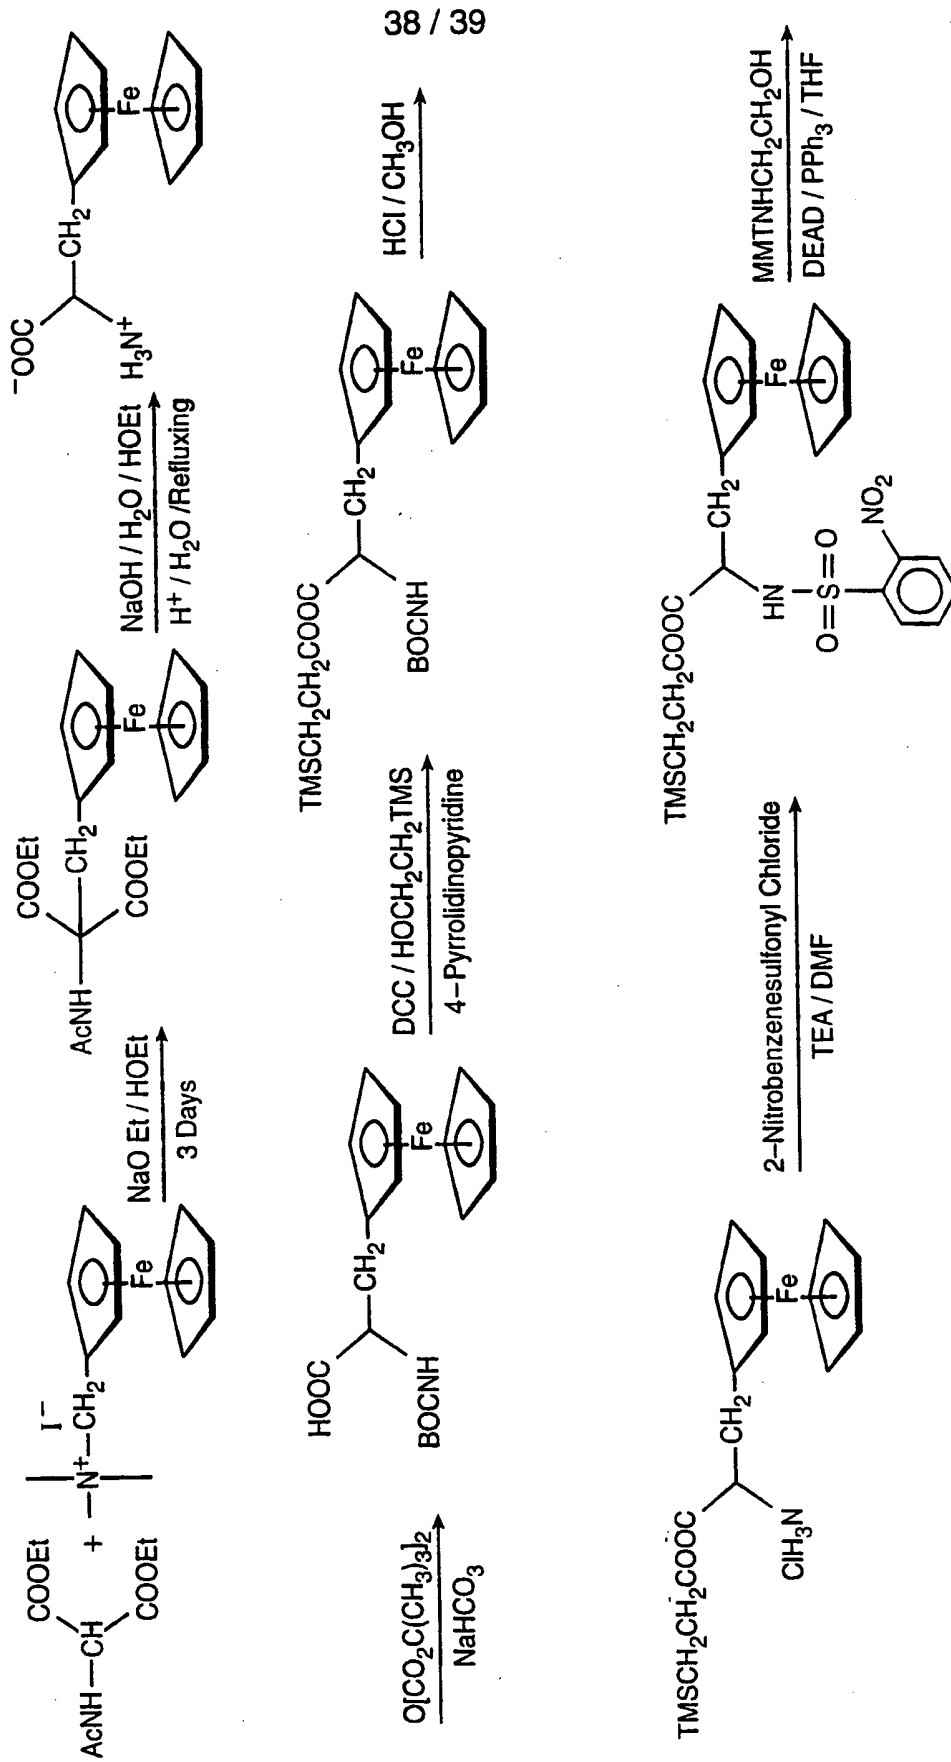 38 / 39
AcNH—CH
COOEt
COOEt
+
—N⁺—CH₂
I⁻
Fe
NaO Et / HOEt
3 Days
AcNH
COOEt
COOEt
CH₂
Fe
NaOH / H₂O / HOEt
H⁺ / H₂O /Refluxing
⁻OOC
H₃N⁺
CH₂
Fe
O[CO₂C(CH₃)₃]₂
NaHCO₃
HOOC
BOCNH
CH₂
Fe
DCC / HOCH₂CH₂TMS
4–Pyrrolidinopyridine
TMSCH₂CH₂COOC
BOCNH
CH₂
Fe
HCl / CH₃OH
TMSCH₂CH₂COOC
ClH₃N
CH₂
Fe
2–Nitrobenzenesulfonyl Chloride
TEA / DMF
TMSCH₂CH₂COOC
CH₂
Fe
HN
O=S=O
NO₂
MMTNHCH₂CH₂OH
DEAD / PPh₃ / THF